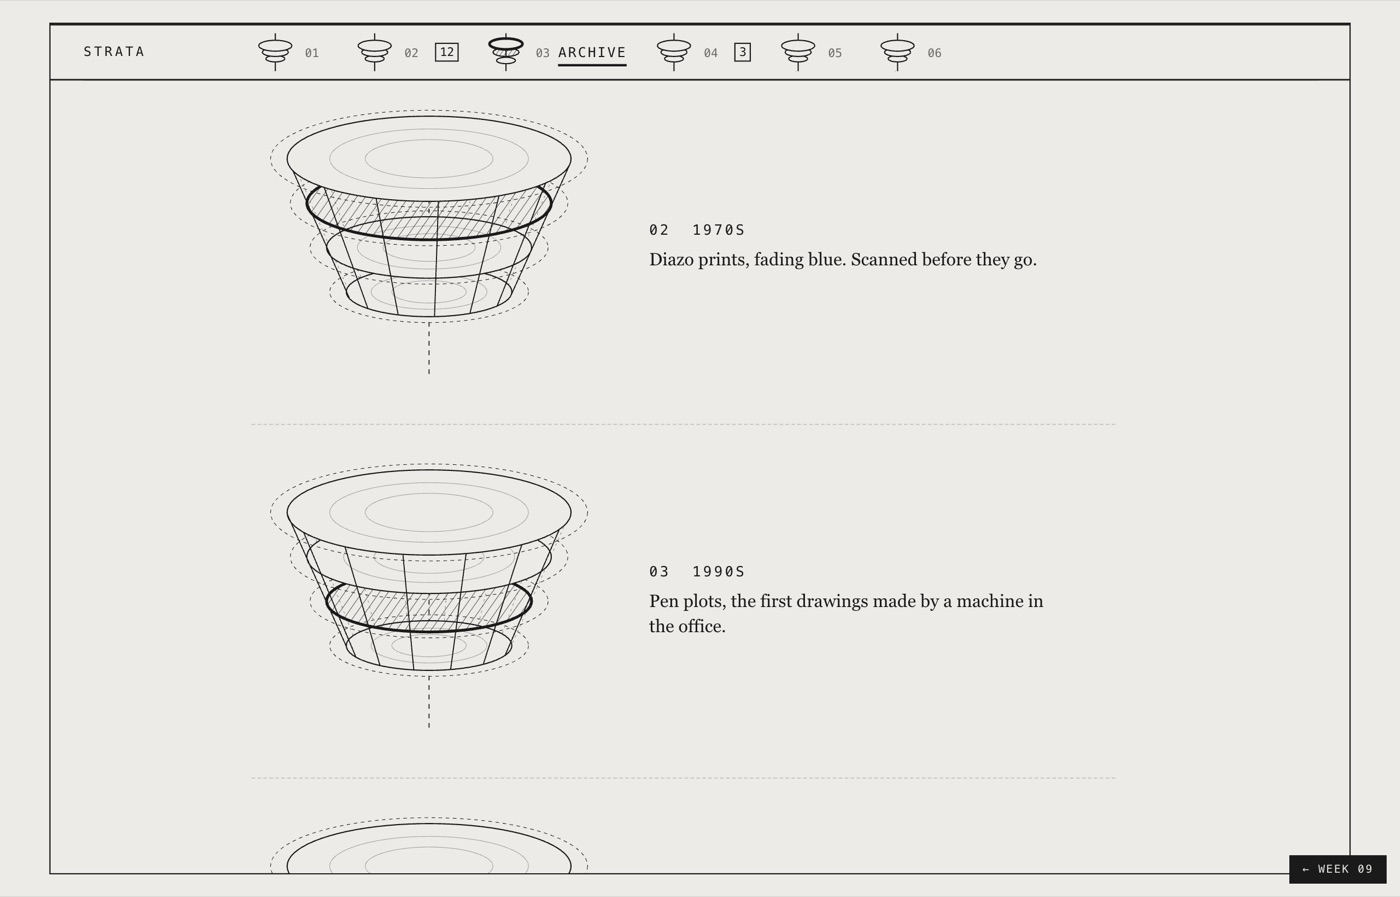 STRATA 01 02 12 03 ARCHIVE 04 3 05 06
02 1970S
Diazo prints, fading blue. Scanned before they go.
03 1990S
Pen plots, the first drawings made by a machine in
the office.
← WEEK 09